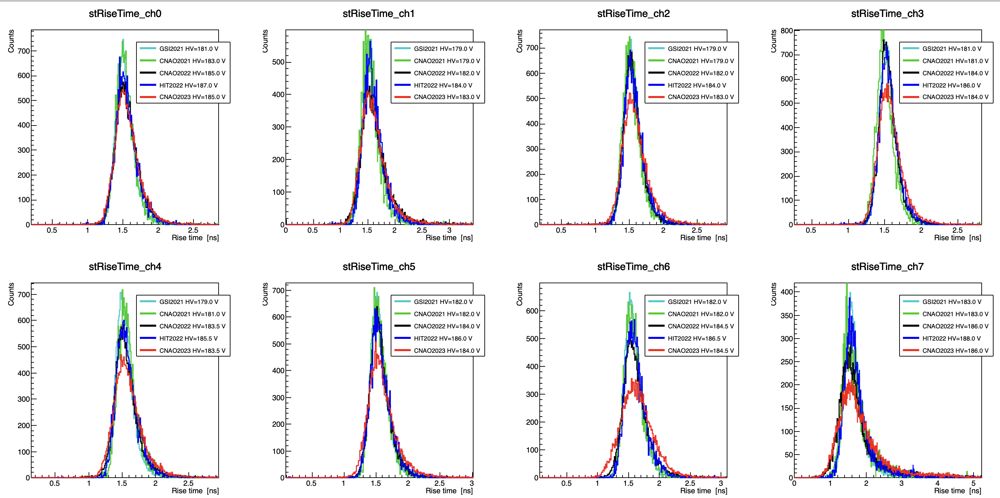 stRiseTime_ch0
Counts
700
600
500
400
300
200
100
0
GSI2021 HV=181.0 V
CNAO2021 HV=183.0 V
CNAO2022 HV=185.0 V
HIT2022 HV=187.0 V
CNAO2023 HV=185.0 V
0.5 1 1.5 2 2.5
Rise time [ns]
stRiseTime_ch1
Counts
500
400
300
200
100
0
GSI2021 HV=179.0 V
CNAO2021 HV=179.0 V
CNAO2022 HV=182.0 V
HIT2022 HV=184.0 V
CNAO2023 HV=183.0 V
0 0.5 1 1.5 2 2.5 3
Rise time [ns]
stRiseTime_ch2
Counts
700
600
500
400
300
200
100
0
GSI2021 HV=179.0 V
CNAO2021 HV=179.0 V
CNAO2022 HV=182.0 V
HIT2022 HV=184.0 V
CNAO2023 HV=183.0 V
0.5 1 1.5 2 2.5
Rise time [ns]
stRiseTime_ch3
Counts
800
700
600
500
400
300
200
100
0
GSI2021 HV=181.0 V
CNAO2021 HV=181.0 V
CNAO2022 HV=184.0 V
HIT2022 HV=186.0 V
CNAO2023 HV=184.0 V
0.5 1 1.5 2 2.5
Rise time [ns]
stRiseTime_ch4
Counts
700
600
500
400
300
200
100
0
GSI2021 HV=179.0 V
CNAO2021 HV=181.0 V
CNAO2022 HV=183.5 V
HIT2022 HV=185.5 V
CNAO2023 HV=183.5 V
0.5 1 1.5 2 2.5
Rise time [ns]
stRiseTime_ch5
Counts
700
600
500
400
300
200
100
0
GSI2021 HV=182.0 V
CNAO2021 HV=182.0 V
CNAO2022 HV=184.0 V
HIT2022 HV=186.0 V
CNAO2023 HV=184.0 V
0.5 1 1.5 2 2.5 3
Rise time [ns]
stRiseTime_ch6
Counts
600
500
400
300
200
100
0
GSI2021 HV=182.0 V
CNAO2021 HV=182.0 V
CNAO2022 HV=184.5 V
HIT2022 HV=186.5 V
CNAO2023 HV=184.5 V
0.5 1 1.5 2 2.5 3
Rise time [ns]
stRiseTime_ch7
Counts
400
350
300
250
200
150
100
50
0
GSI2021 HV=183.0 V
CNAO2021 HV=183.0 V
CNAO2022 HV=186.0 V
HIT2022 HV=188.0 V
CNAO2023 HV=186.0 V
0 1 2 3 4 5
Rise time [ns]